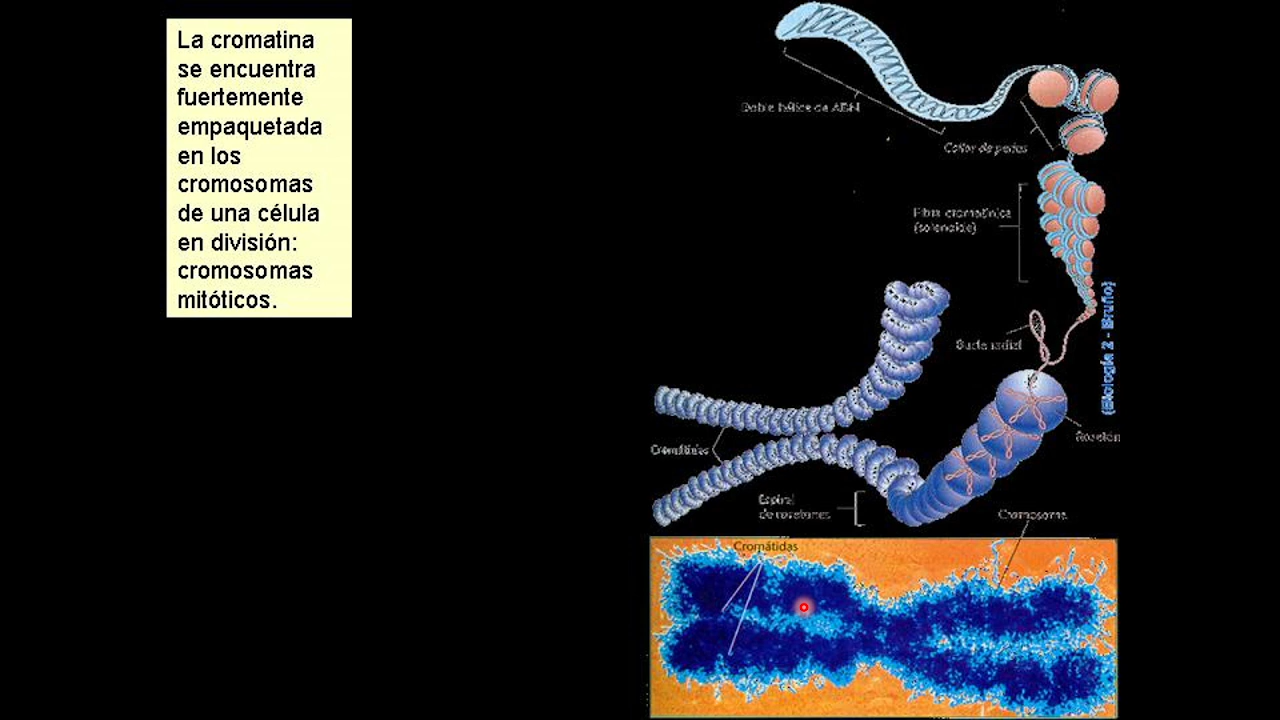 La cromatina
se encuentra
fuertemente
empaquetada
en los
cromosomas
de una célula
en división:
cromosomas
mitóticos.
Doble hélice de ADN
Collar de perlas
Fibra cromatínica
(solenoide)
(Biología 2 - Bruño)
Bucle radial
Rosetón
Cromátidas
Espiral
de rosetones
Cromosoma
Cromátidas